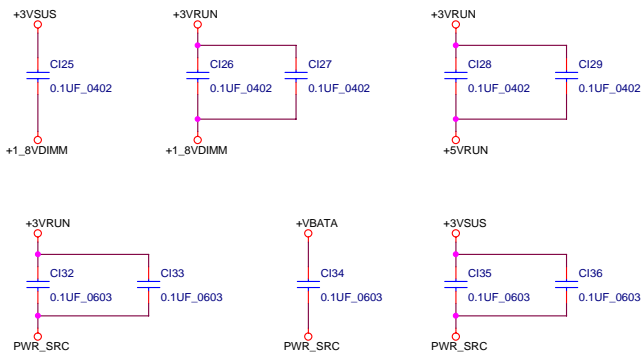 +3VSUS
+3VRUN
+3VRUN
CI25
CI26
CI27
CI28
CI29
0.1UF_0402
0.1UF_0402
0.1UF_0402
0.1UF_0402
0.1UF_0402
+1_8VDIMM
+1_8VDIMM
+5VRUN
+3VRUN
+VBATA
+3VSUS
CI32
CI33
CI34
CI35
CI36
0.1UF_0603
0.1UF_0603
0.1UF_0603
0.1UF_0603
0.1UF_0603
PWR_SRC
PWR_SRC
PWR_SRC